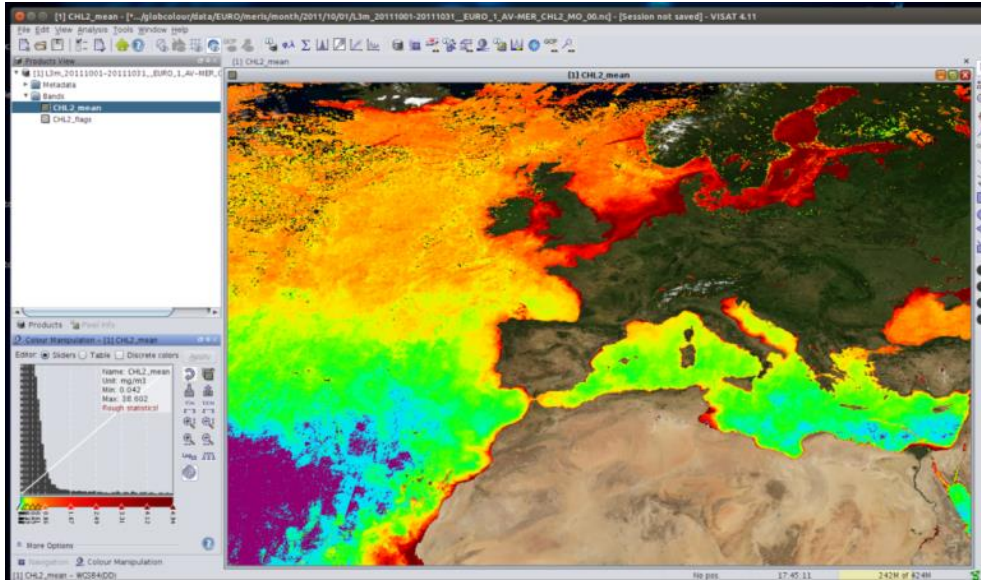 [1] CHL2_mean - [*.../globcolour/data/EURO/meris/month/2011/10/01/L3m_20111001-20111031__EURO_1_AV-MER_CHL2_MO_00.nc] - [Session not saved] - VISAT 4.11
File Edit View Analysis Tools Window Help
Products View
[1] L3m_20111001-20111031__EURO_1_AV-MER_
Metadata
Bands
CHL2_mean
CHL2_flags
[1] CHL2_mean
[1] CHL2_mean
Products Pixel Info
Colour Manipulation - [1] CHL2_mean
Editor: Sliders Table Discrete colors Apply
Name: CHL2_mean
Unit: mg/m3
Min: 0.042
Max: 38.602
Rough statistics!
More Options
Navigation Colour Manipulation
[1] CHL2_mean - WGS84(DD)
No pos.
17:45:11
242M of 624M